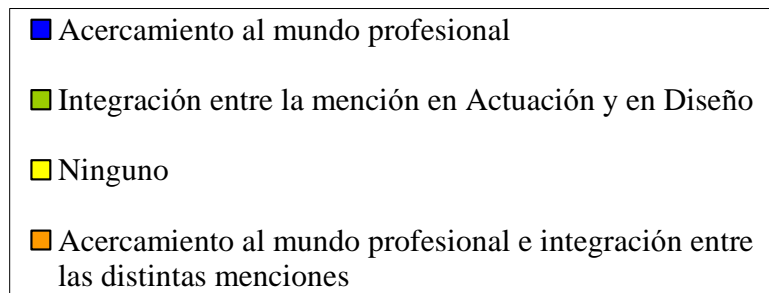 Acercamiento al mundo profesional
Integración entre la mención en Actuación y en Diseño
Ninguno
Acercamiento al mundo profesional e integración entre
las distintas menciones